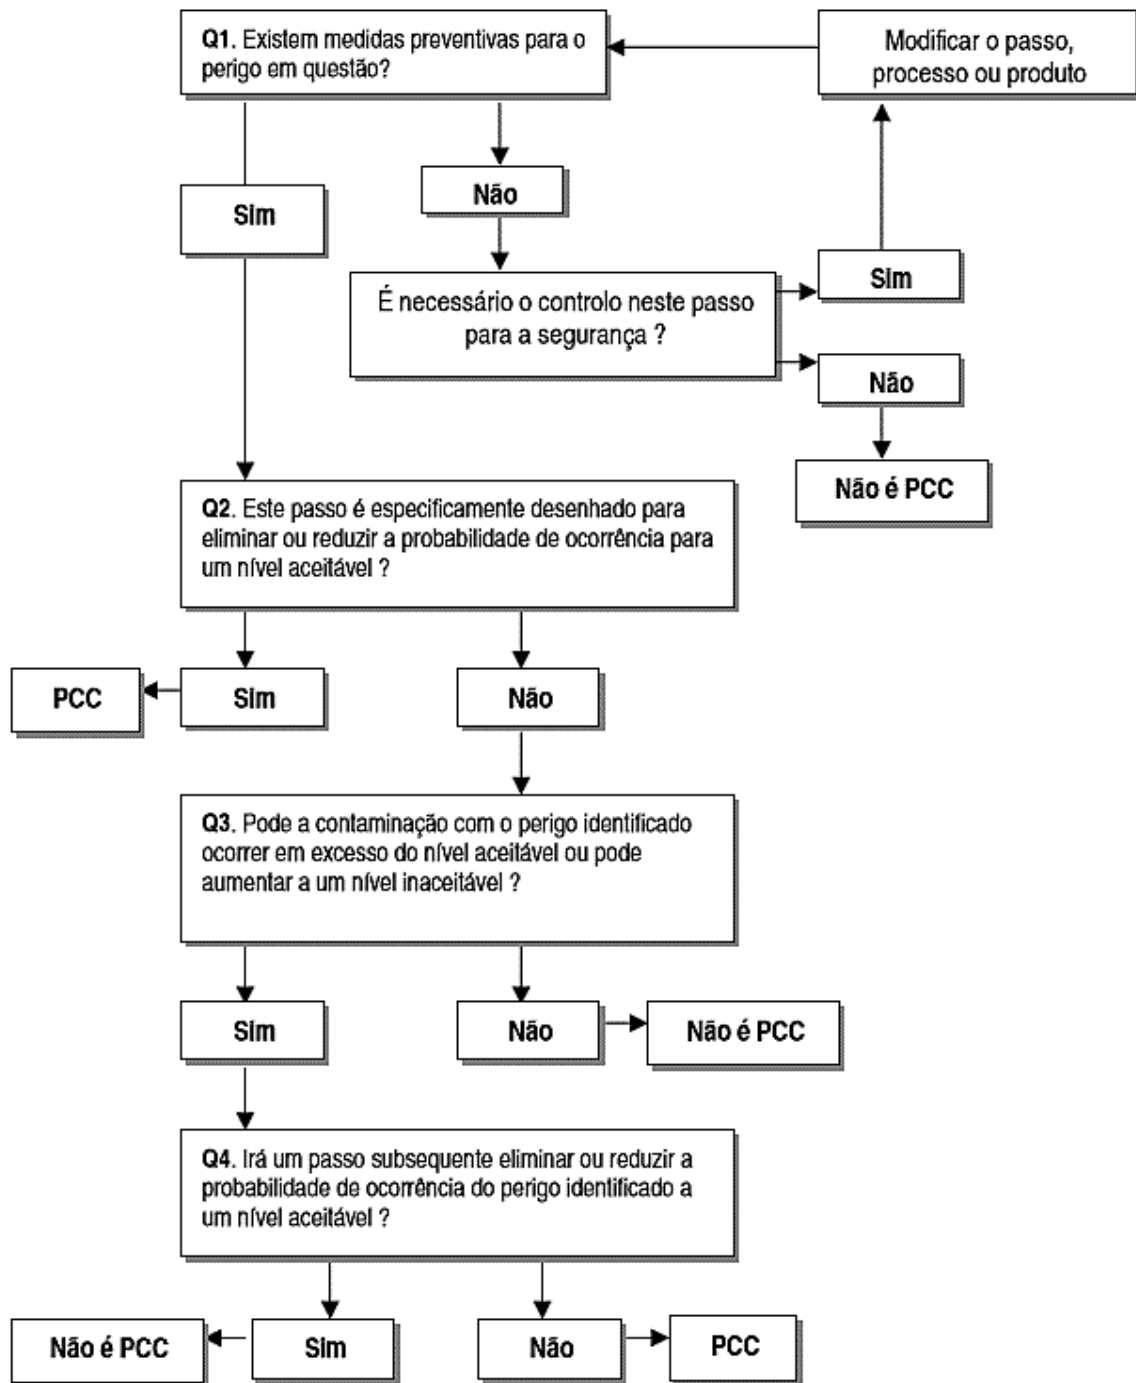 Q1. Existem medidas preventivas para o
perigo em questão?
Modificar o passo,
processo ou produto
Não
Sim
Sim
É necessário o controlo neste passo
para a segurança ?
Não
Não é PCC
Q2. Este passo é especificamente desenhado para
eliminar ou reduzir a probabilidade de ocorrência para
um nível aceitável ?
PCC
Sim
Não
Q3. Pode a contaminação com o perigo identificado
ocorrer em excesso do nível aceitável ou pode
aumentar a um nível inaceitável ?
Sim
Não
Não é PCC
Q4. Irá um passo subsequente eliminar ou reduzir a
probabilidade de ocorrência do perigo identificado a
um nível aceitável ?
Não é PCC
Sim
Não
PCC